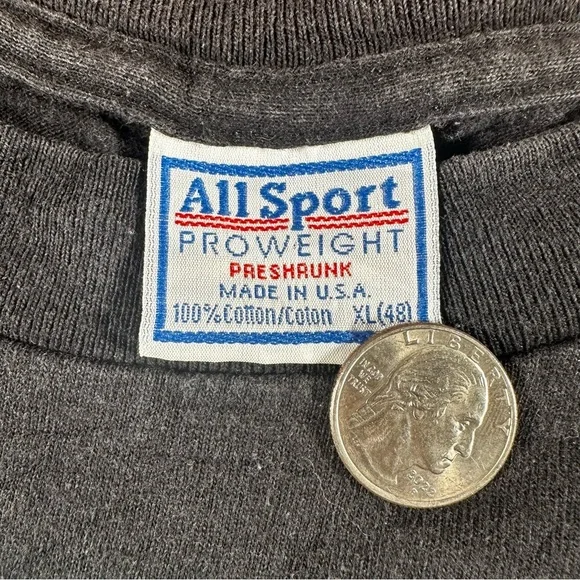 All Sport
PROWEIGHT
PRESHRUNK
MADE IN U.S.A.
100% Cotton/Coton XL(48)
LIBERTY